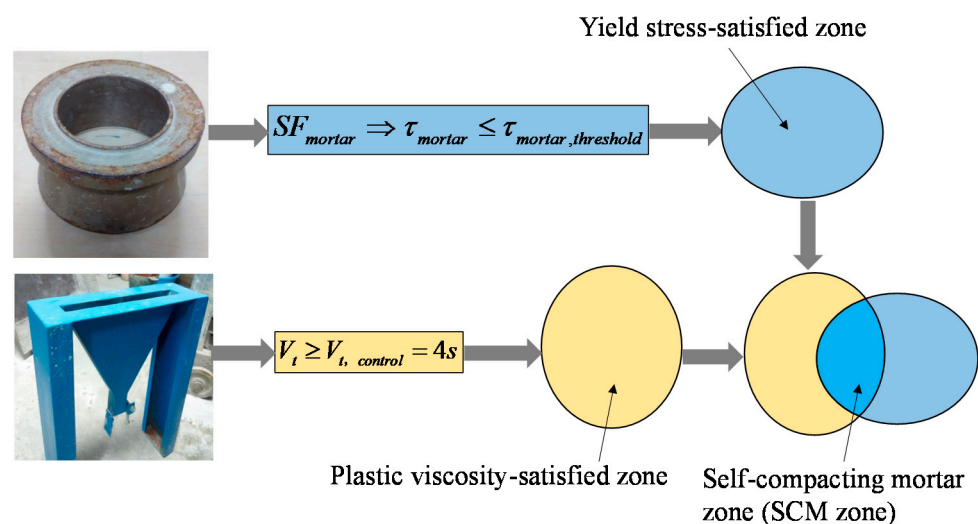 Yield stress-satisfied zone
SF_mortar ⇒ τ_mortar ≤ τ_mortar,threshold
V_t ≥ V_t, control = 4s
Plastic viscosity-satisfied zone
Self-compacting mortar
zone (SCM zone)